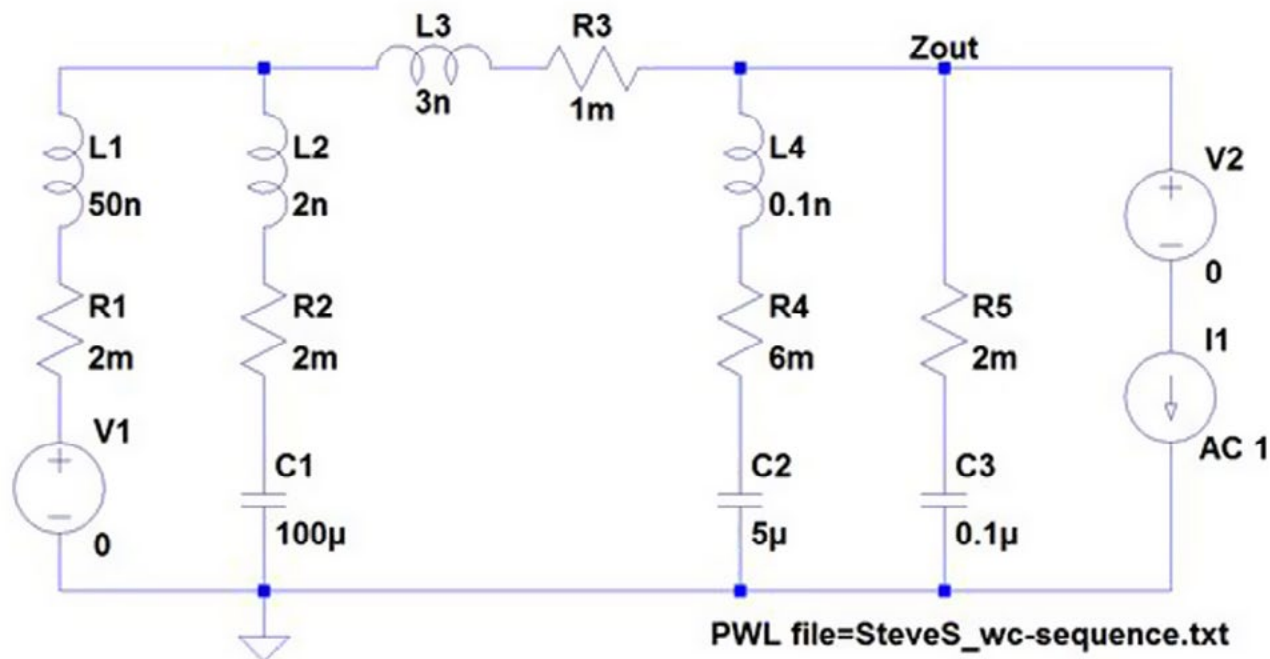 L3
R3
Zout
3n
1m
L1
L2
L4
V2
50n
2n
0.1n
0
R1
R2
R4
R5
I1
2m
2m
6m
2m
V1
AC 1
C1
C2
C3
0
100µ
5µ
0.1µ
PWL file=SteveS_wc-sequence.txt